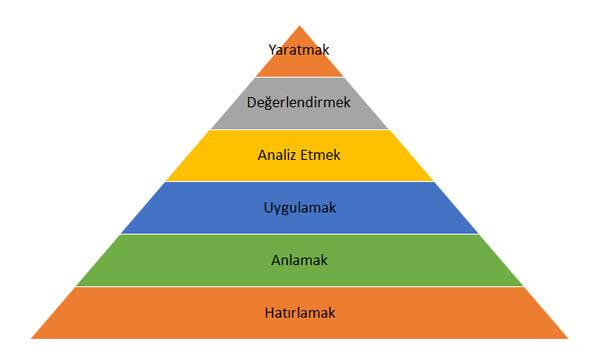 Yaratmak
Değerlendirmek
Analiz Etmek
Uygulamak
Anlamak
Hatırlamak